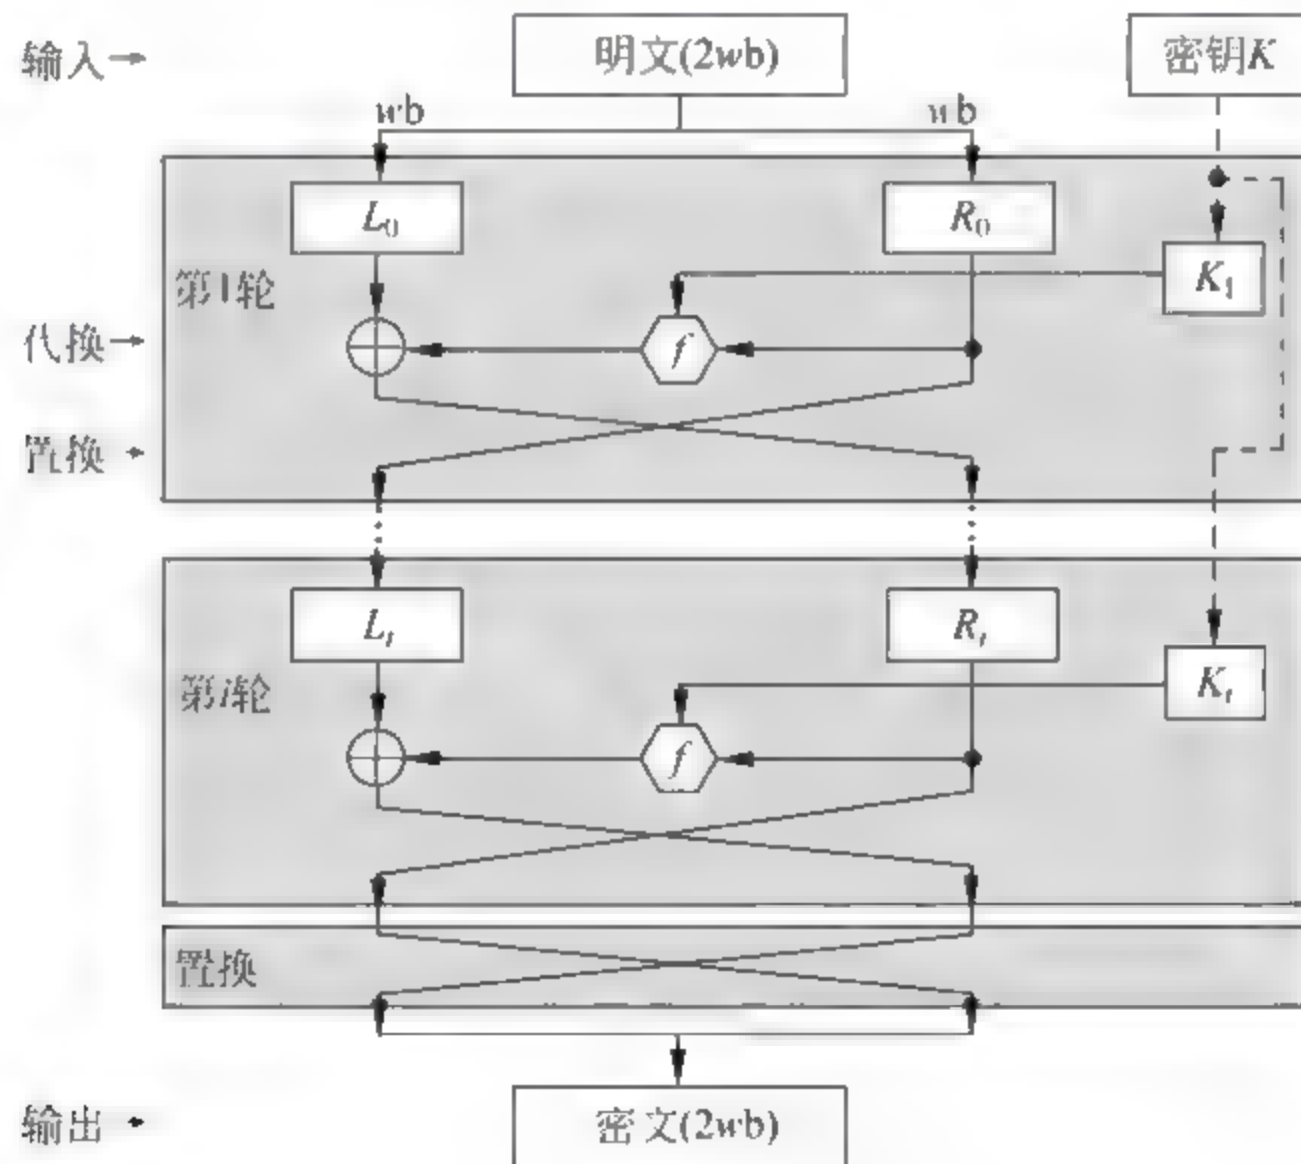 输入
明文(2wb)
密钥K
wb
wb
L₀
R₀
第1轮
K₁
代换
f
置换
Lᵢ
Rᵢ
第i轮
Kᵢ
f
置换
输出
密文(2wb)